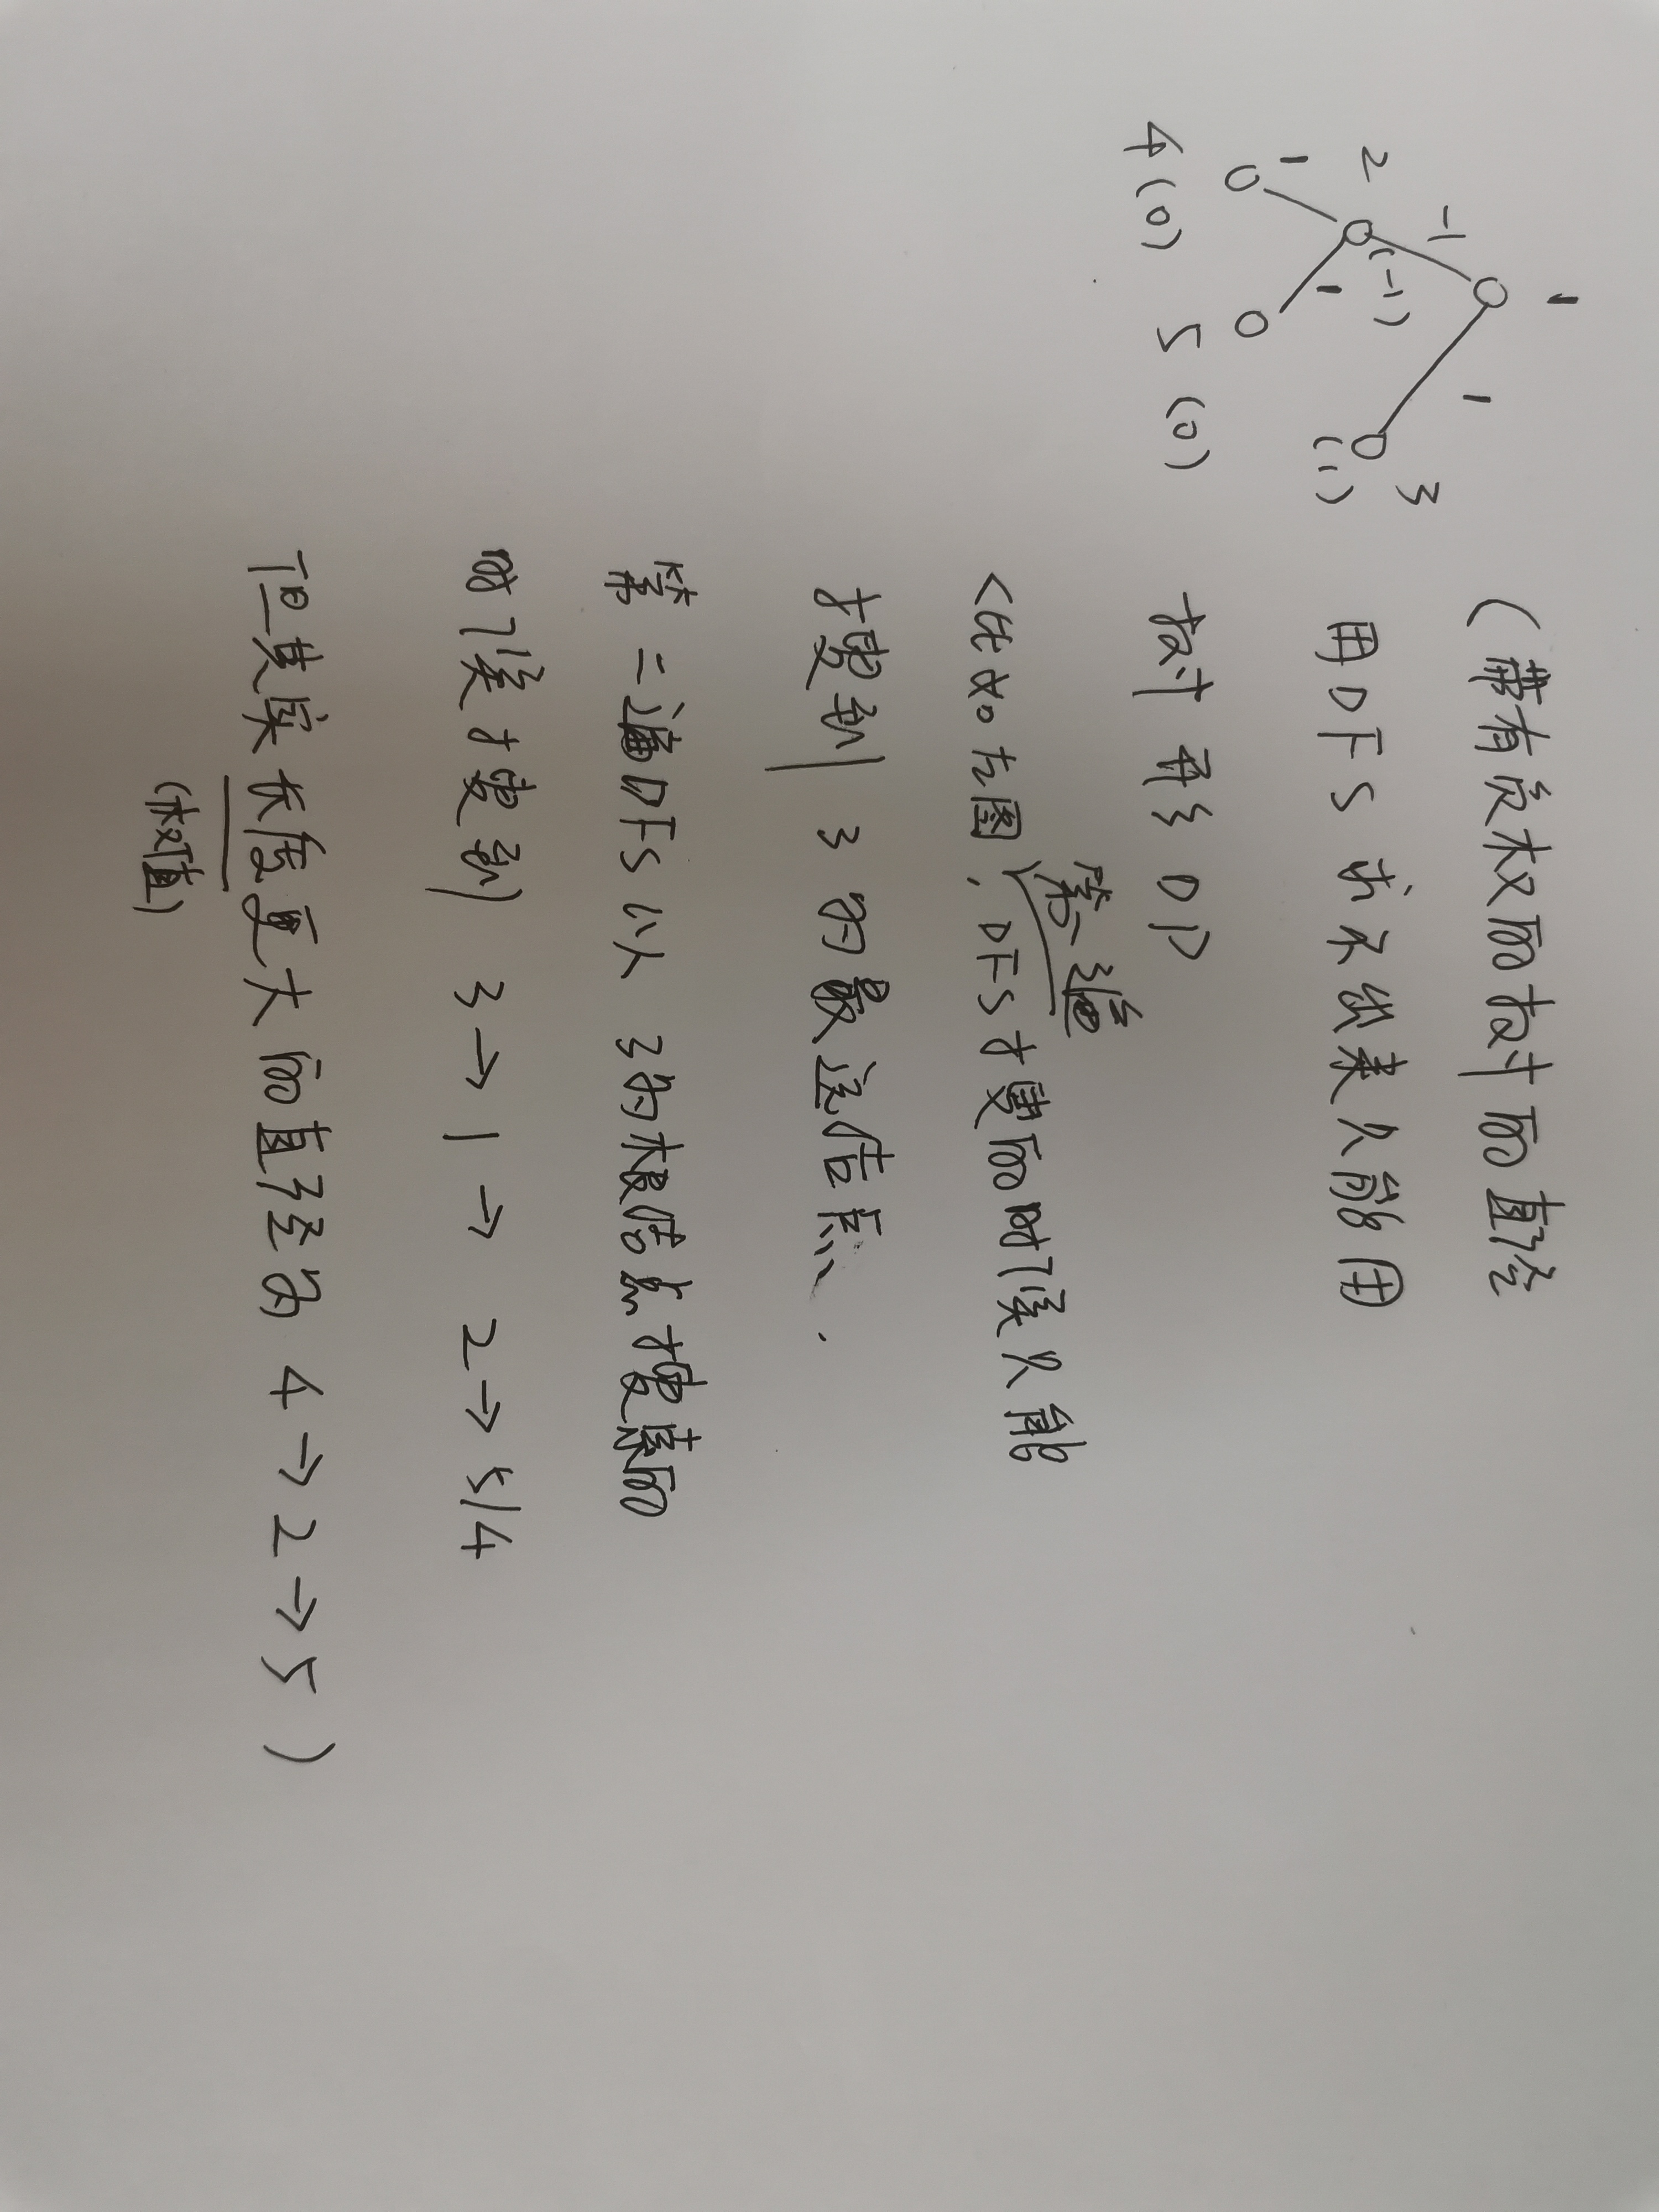 1
-1 1
3
2 (-1)
(1)
1 1
4(0) 5 (0)
(带有负权的树的直径
用DFS 求不出来只能用
树形DP
第一遍
<比如左图, DFS搜的时候只能
搜到 3 为最远结点.
第二遍DFS以 3为根结点搜索的
时候搜到 3→1→ 2→5/4
但其实长度更大的直径为 4→2→5 )
(权值)